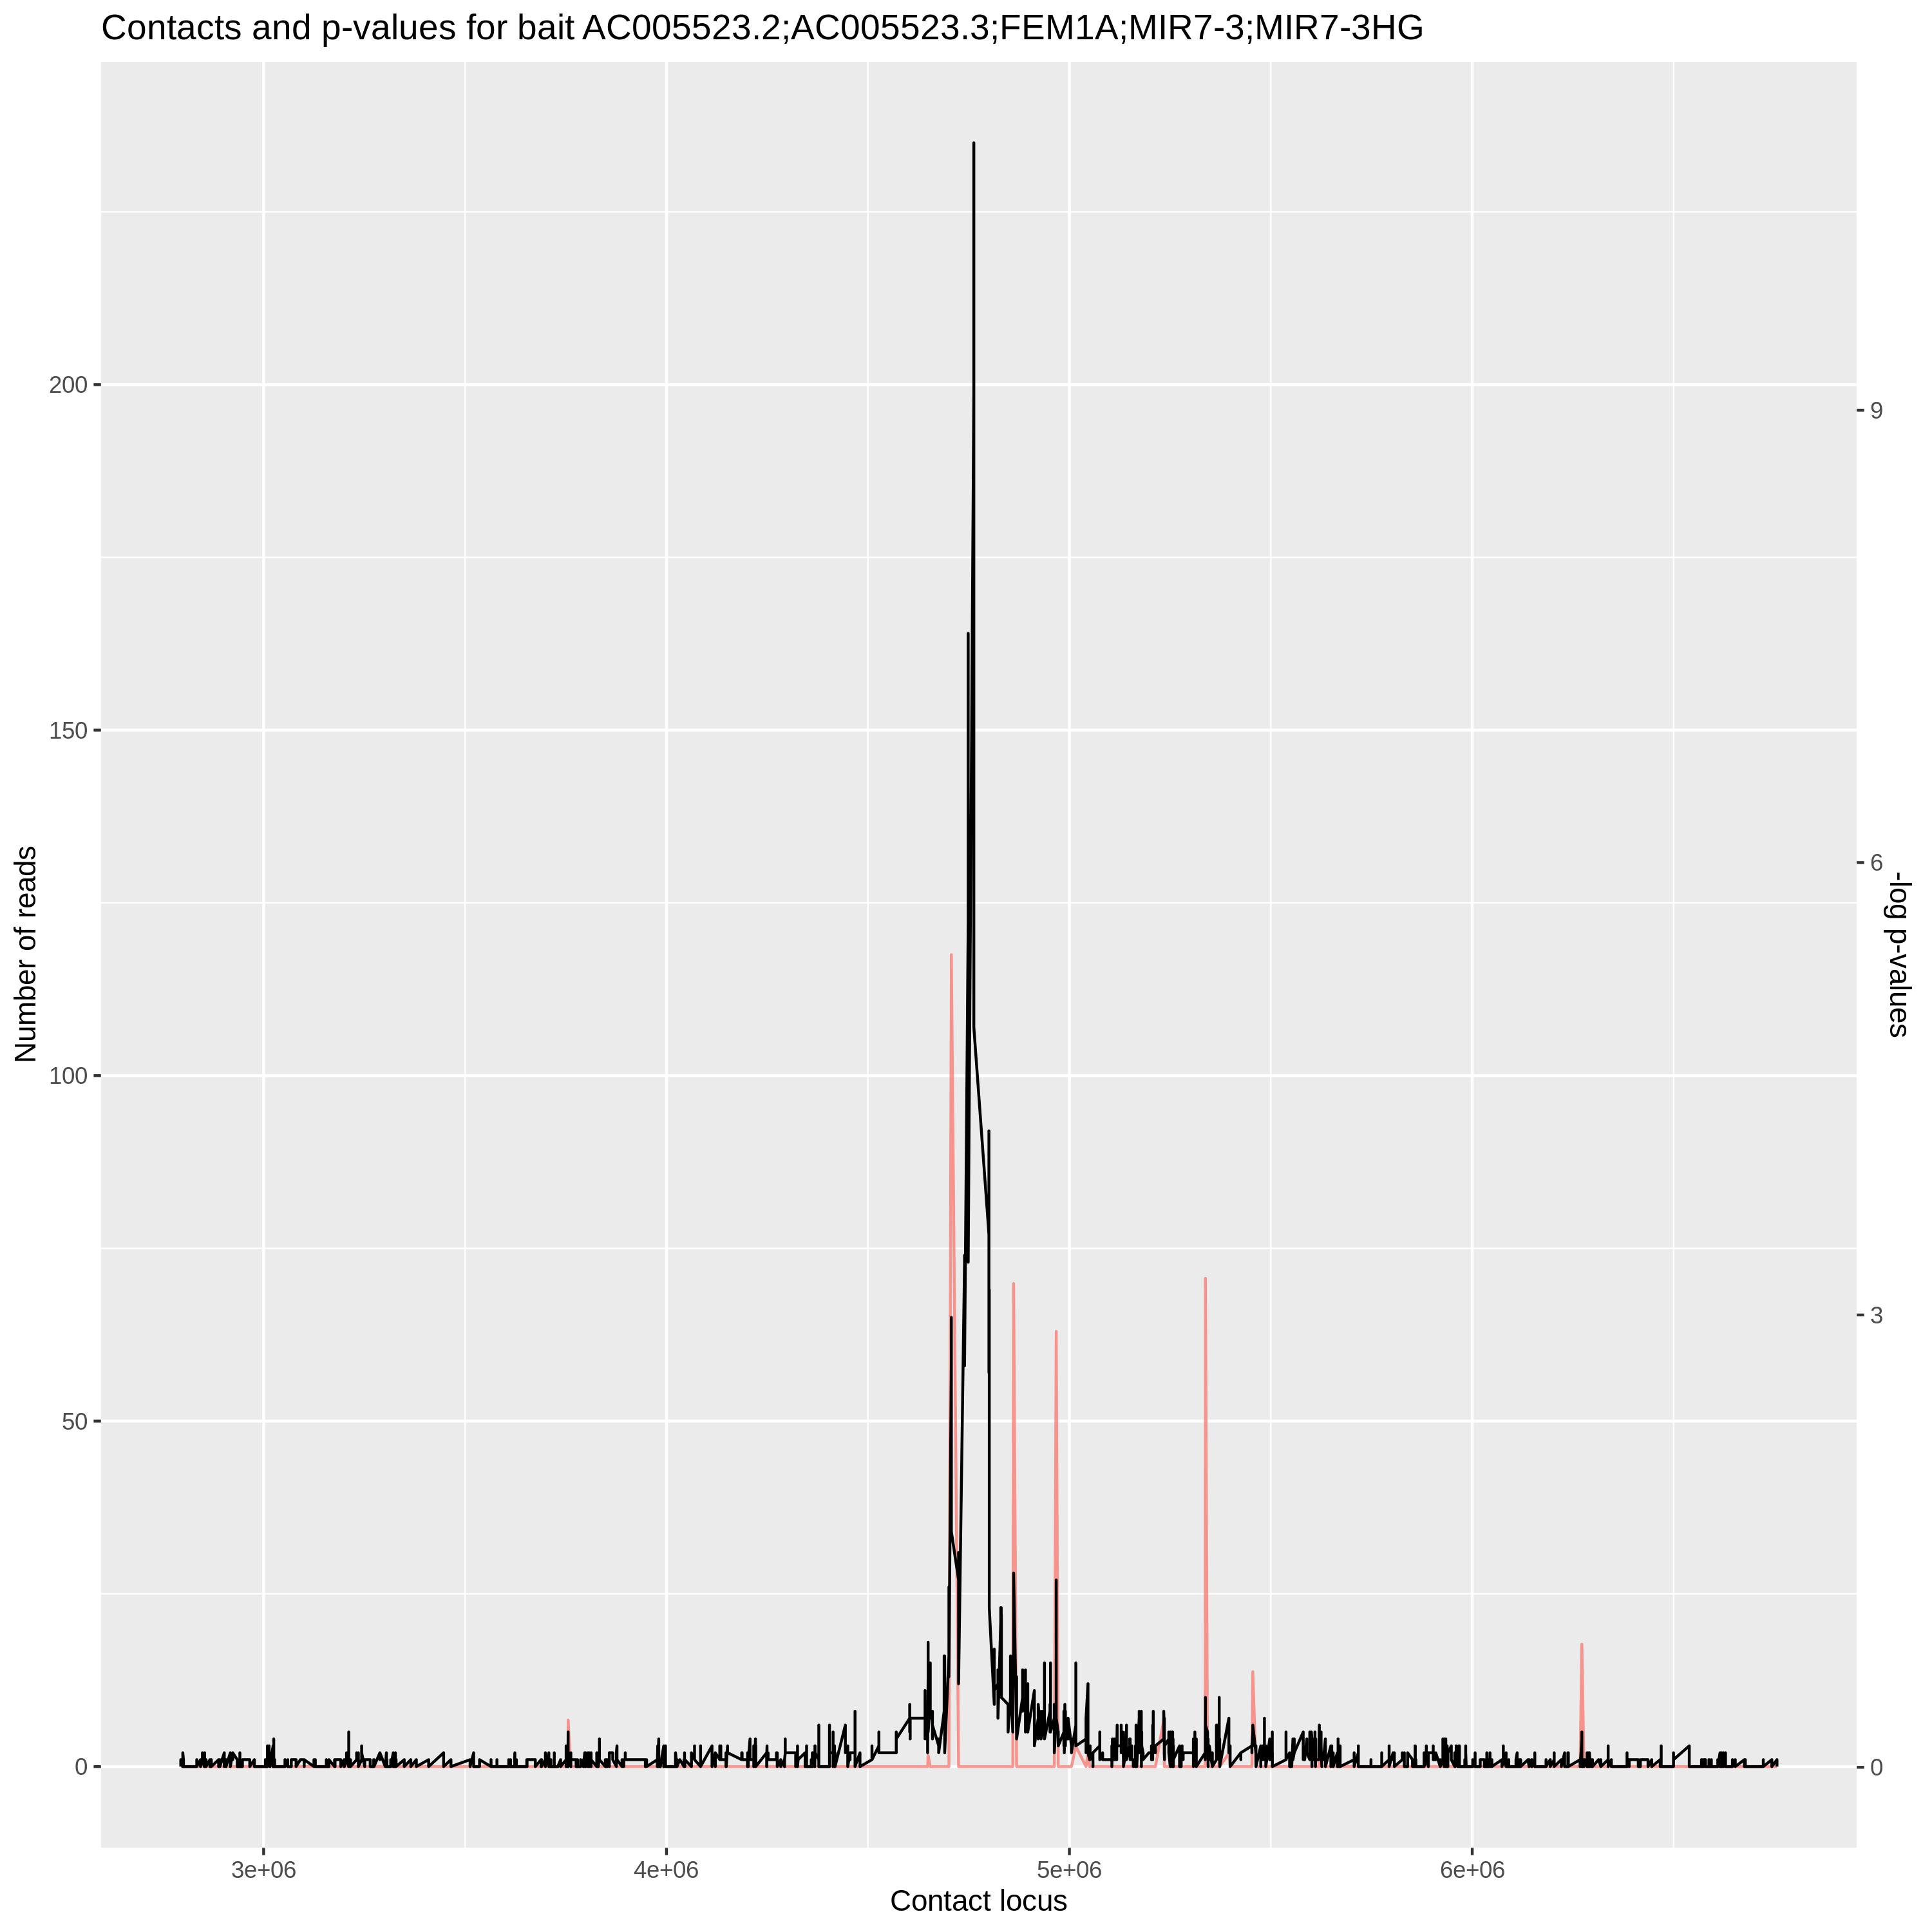 Contacts and p-values for bait AC005523.2;AC005523.3;FEM1A;MIR7-3;MIR7-3HG
200
150
100
50
0
Number of reads
9
6
3
0
-log p-values
3e+06 4e+06 5e+06 6e+06
Contact locus